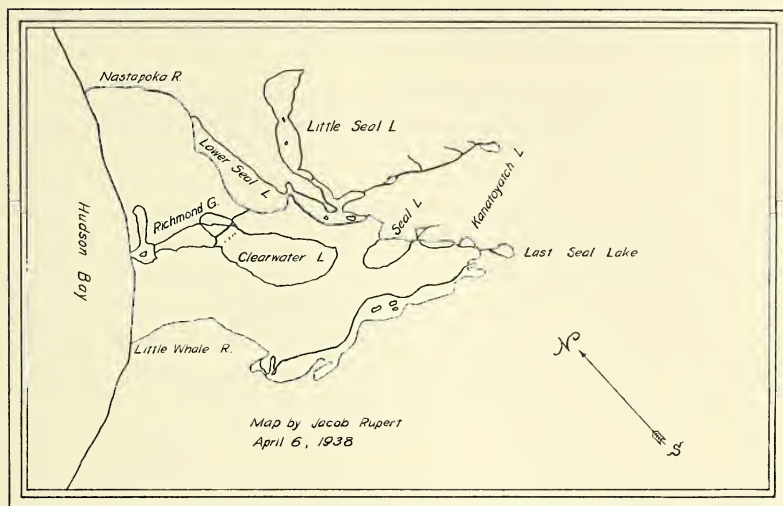 Nastapoka R.
Little Seal L
Lower Seal L
Kanatoyatch L
Richmond G.
Seal L
Hudson Bay
Clearwater L
Last Seal Lake
Little Whale R.
N
Map by Jacob Rupert
April 6, 1938
S